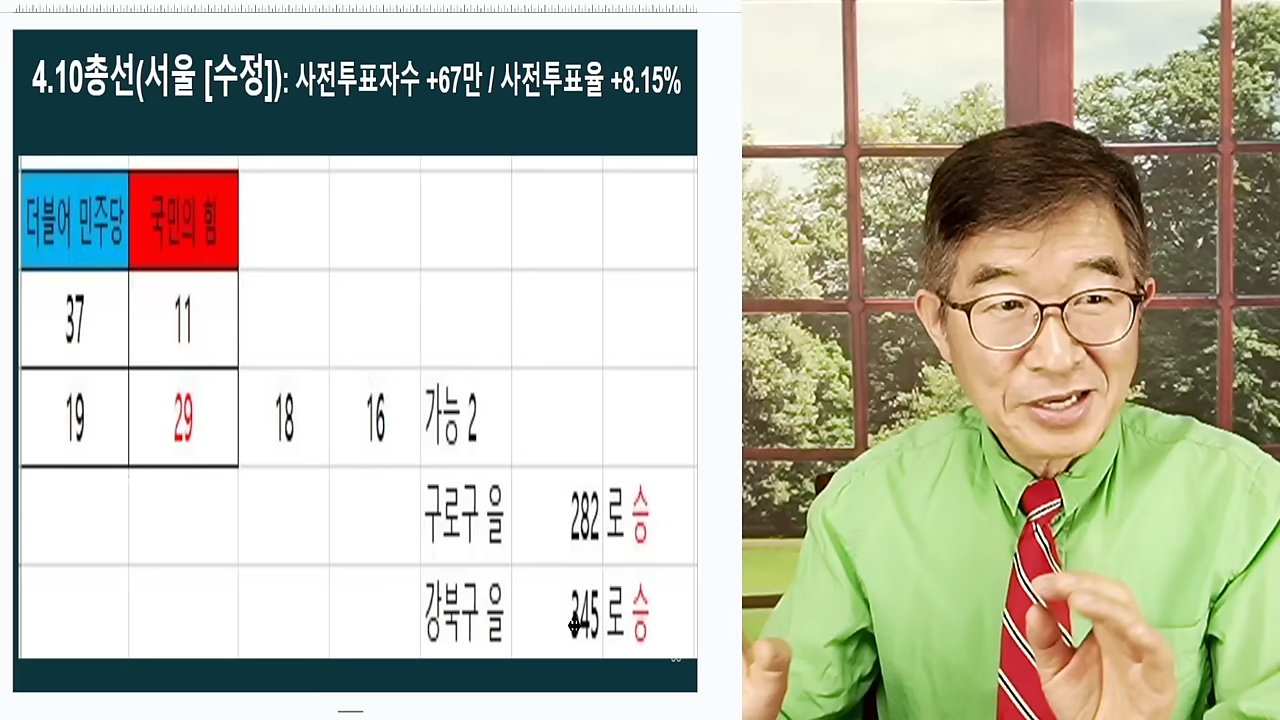 4.10총선(서울 [수정]): 사전투표자수 +67만 / 사전투표율 +8.15%
더불어 민주당 국민의 힘
37 11
19 29 18 16 가능 2
구로구 을 282 로 승
강북구 을 345 로 승